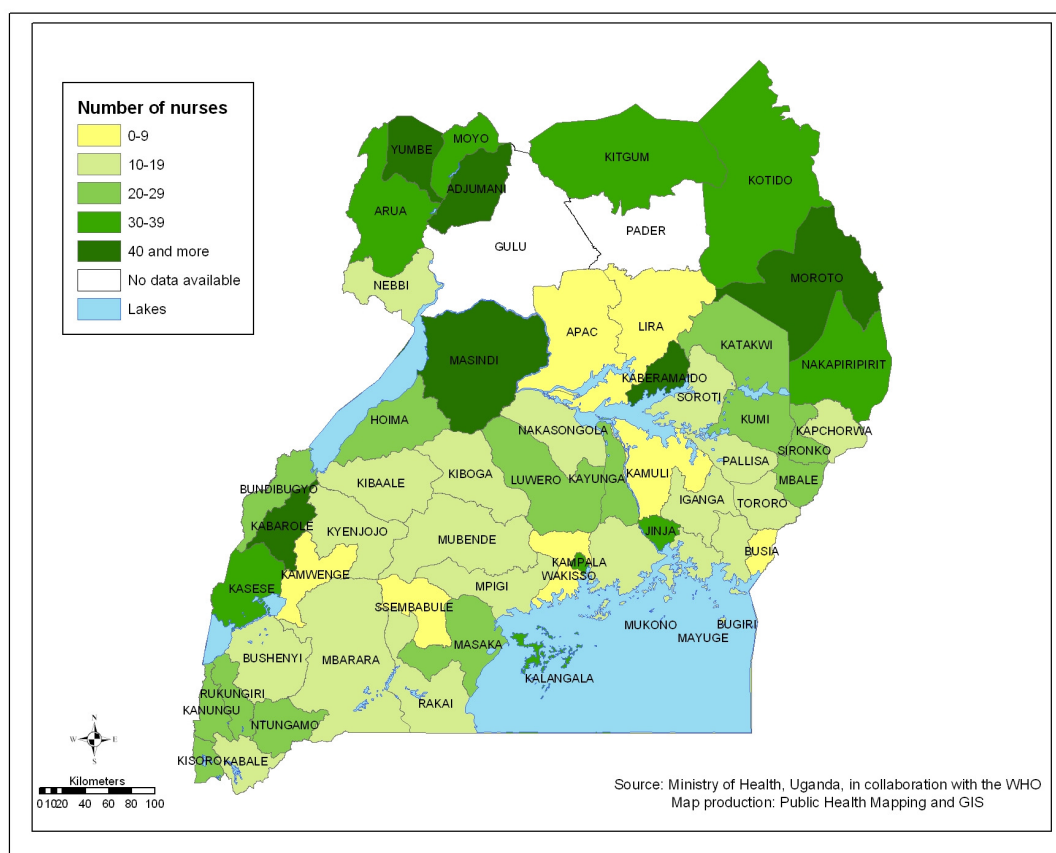 Number of nurses
0-9
10-19
20-29
30-39
40 and more
No data available
Lakes
MOYO
YUMBE
KITGUM
KOTIDO
ADJUMANI
ARUA
PADER
GULU
MOROTO
NEBBI
LIRA
APAC
KATAKWI
MASINDI
NAKAPIRIPIRIT
KABERAMAIDO
SOROTI
HOIMA
KUMI
NAKASONGOLA
KAPCHORWA
SIRONKO
PALLISA
KIBOGA
KAMULI
LUWERO
KAYUNGA
MBALE
KIBAALE
BUNDIBUGYO
IGANGA
TORORO
KABAROLE
KYENJOJO
JINJA
MUBENDE
BUSIA
KAMPALA
KAMWENGE
WAKISSO
MPIGI
KASESE
SSEMBABULE
MUKONO
BUGIRI
MAYUGE
MASAKA
BUSHENYI
MBARARA
RUKUNGIRI
KALANGALA
KANUNGU
RAKAI
NTUNGAMO
KISORO
KABALE
N
W E
S
Kilometers
0 10 20 40 60 80 100
Source: Ministry of Health, Uganda, in collaboration with the WHO
Map production: Public Health Mapping and GIS